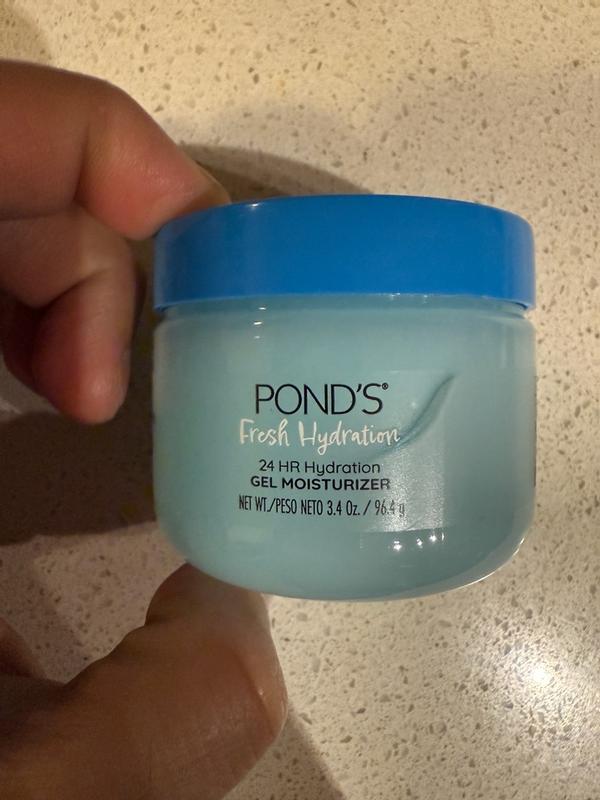 POND'S®
Fresh Hydration
24 HR Hydration
GEL MOISTURIZER
NET WT./PESO NETO 3.4 Oz. / 96.4 g